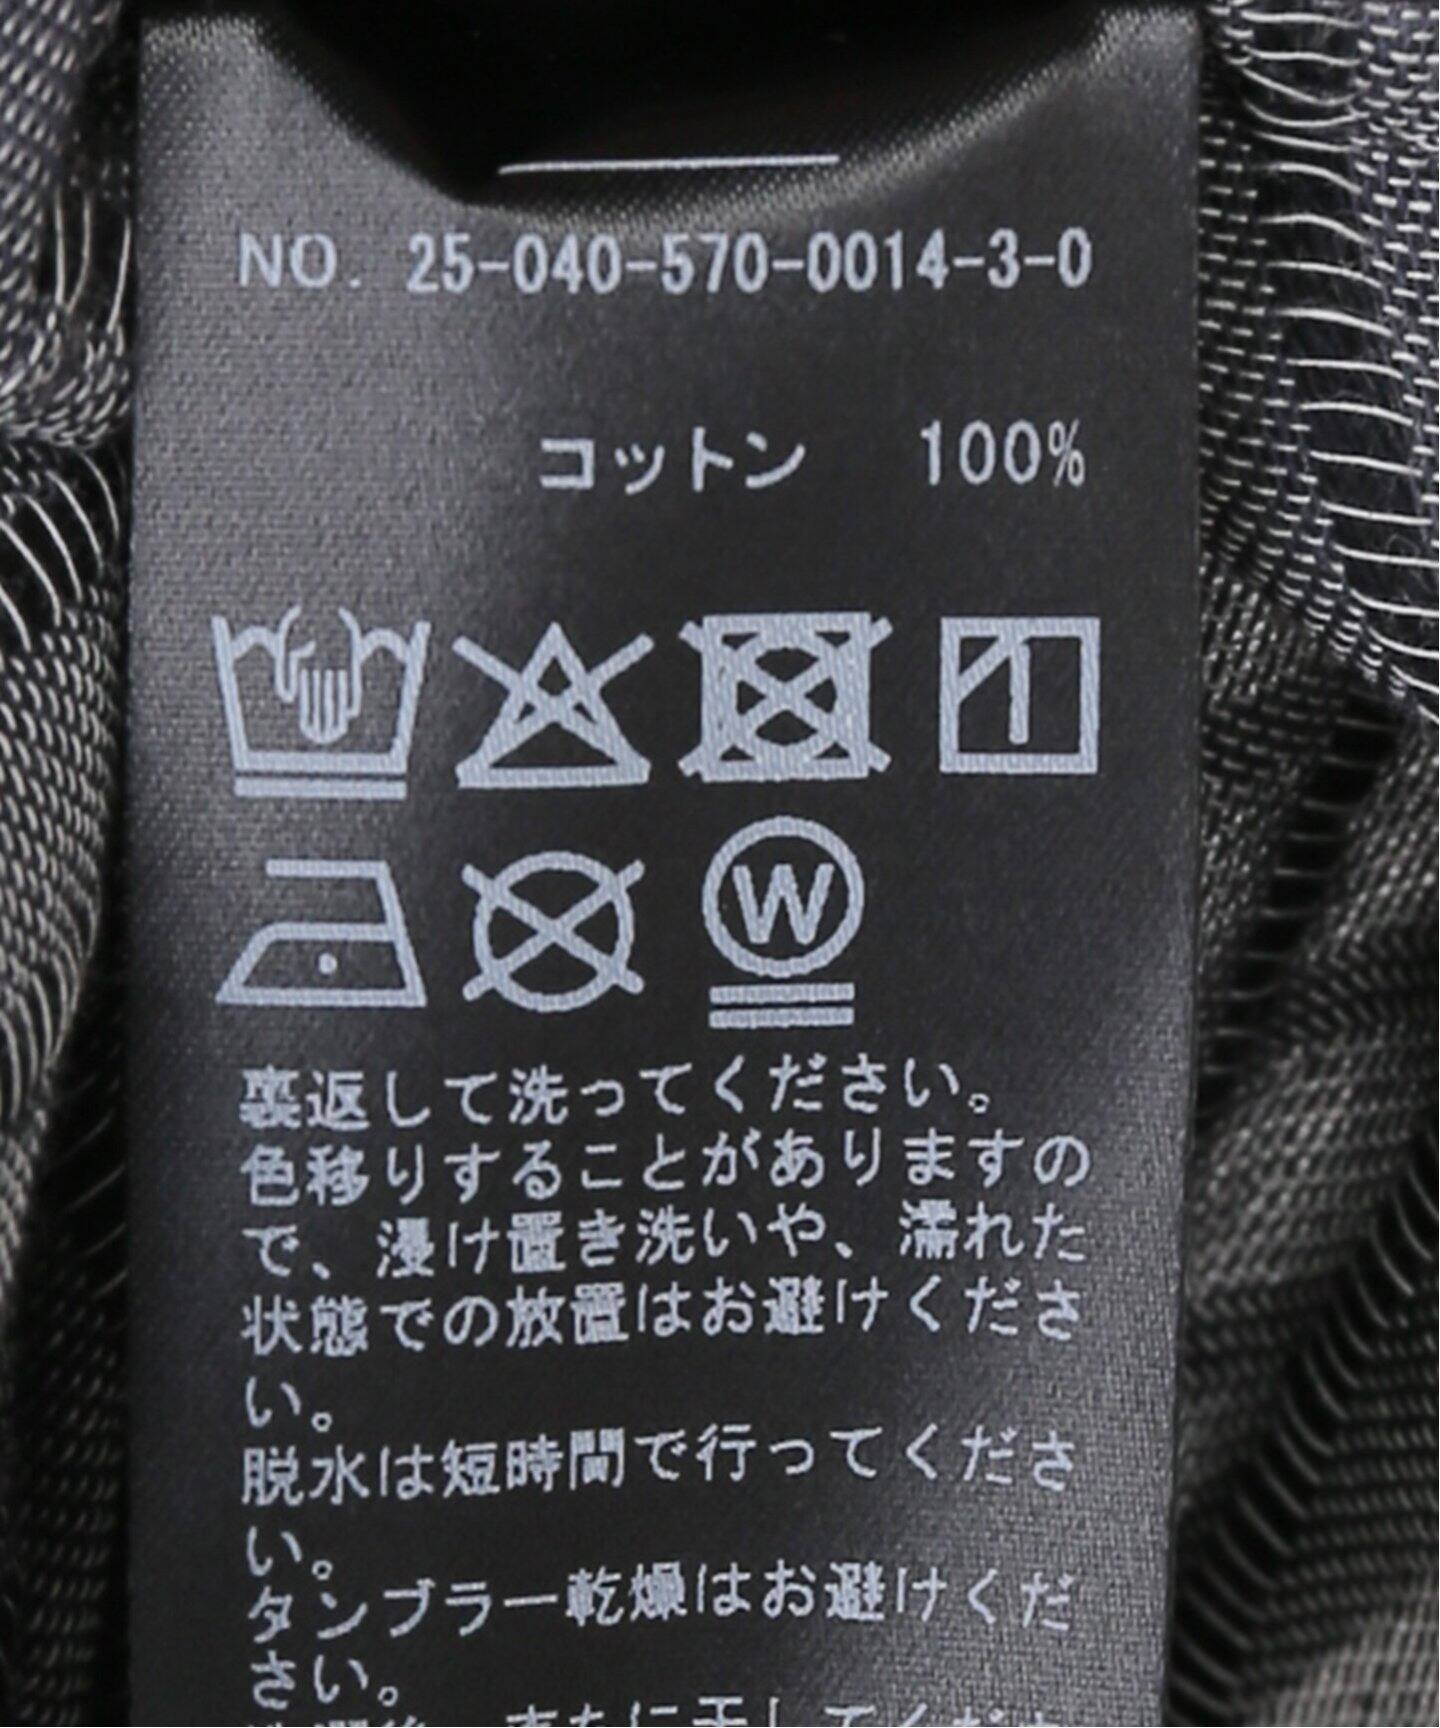 NO. 25-040-570-0014-3-0
コットン 100%
W
裏返して洗ってください。
色移りすることがありますの
で、浸け置き洗いや、濡れた
状態での放置はお避けくださ
い。
脱水は短時間で行ってくださ
い。
タンブラー乾燥はお避けくだ
さい。